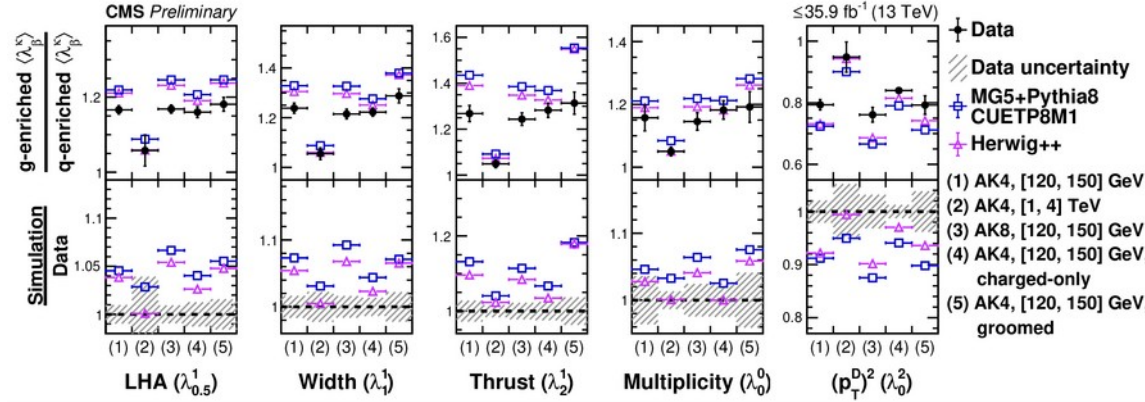 CMS Preliminary
≤35.9 fb⁻¹ (13 TeV)
g-enriched ⟨λ_β^κ⟩
q-enriched ⟨λ_β^κ⟩
1.2
1
1.4
1.2
1
1.6
1.4
1.2
1
1.4
1.2
1
1
0.8
0.6
Data
Data uncertainty
MG5+Pythia8
CUETP8M1
Herwig++
Simulation
Data
1.1
1.05
1
1.1
1
1.2
1
1.1
1
1
0.9
0.8
(1) AK4, [120, 150] GeV
(2) AK4, [1, 4] TeV
(3) AK8, [120, 150] GeV
(4) AK4, [120, 150] GeV
charged-only
(5) AK4, [120, 150] GeV
groomed
(1) (2) (3) (4) (5)
(1) (2) (3) (4) (5)
(1) (2) (3) (4) (5)
(1) (2) (3) (4) (5)
(1) (2) (3) (4) (5)
LHA (λ¹₀.₅)
Width (λ¹₁)
Thrust (λ¹₂)
Multiplicity (λ⁰₀)
(p_T^D)² (λ⁰₂)